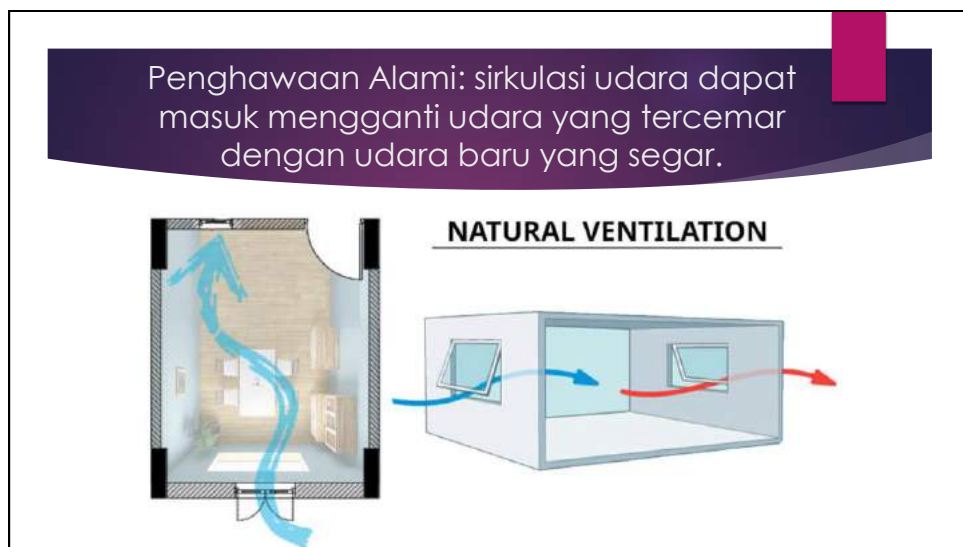 Penghawaan Alami: sirkulasi udara dapat
masuk mengganti udara yang tercemar
dengan udara baru yang segar.
NATURAL VENTILATION